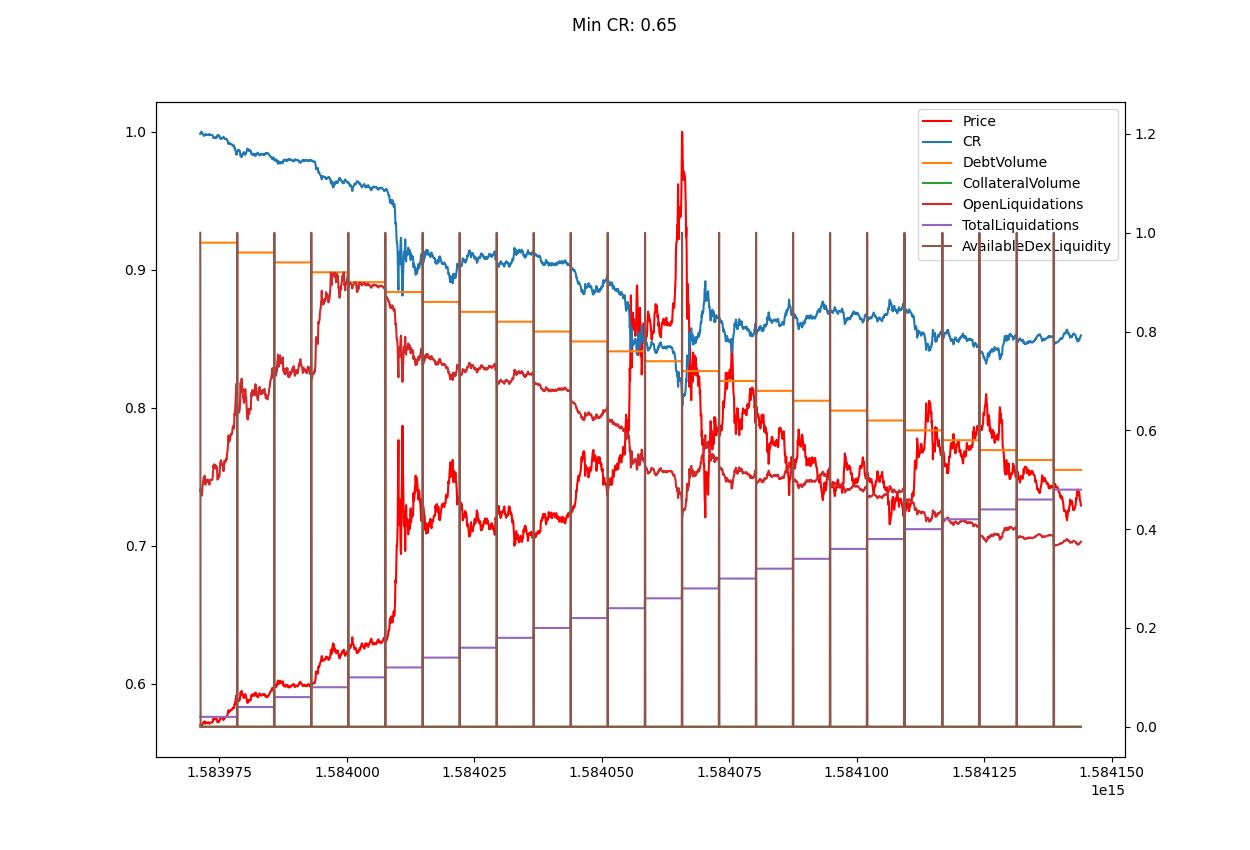 Min CR: 0.65
Price
CR
DebtVolume
CollateralVolume
OpenLiquidations
TotalLiquidations
AvailableDexLiquidity
1.0
0.9
0.8
0.7
0.6
1.2
1.0
0.8
0.6
0.4
0.2
0.0
1.583975 1.584000 1.584025 1.584050 1.584075 1.584100 1.584125 1.584150
1e15